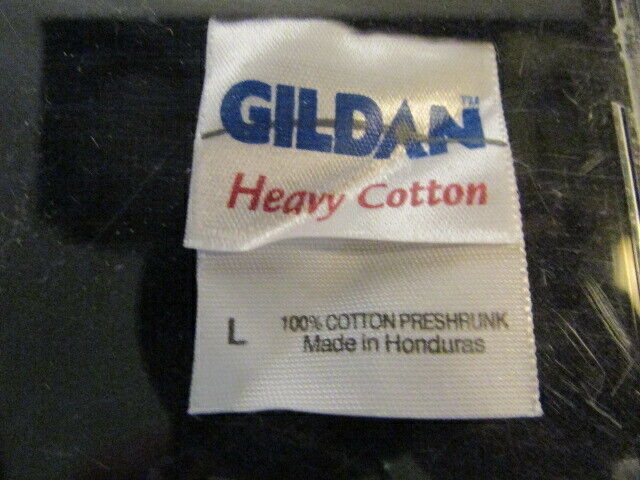 GILDAN™
Heavy Cotton
L 100% COTTON PRESHRUNK
Made in Honduras